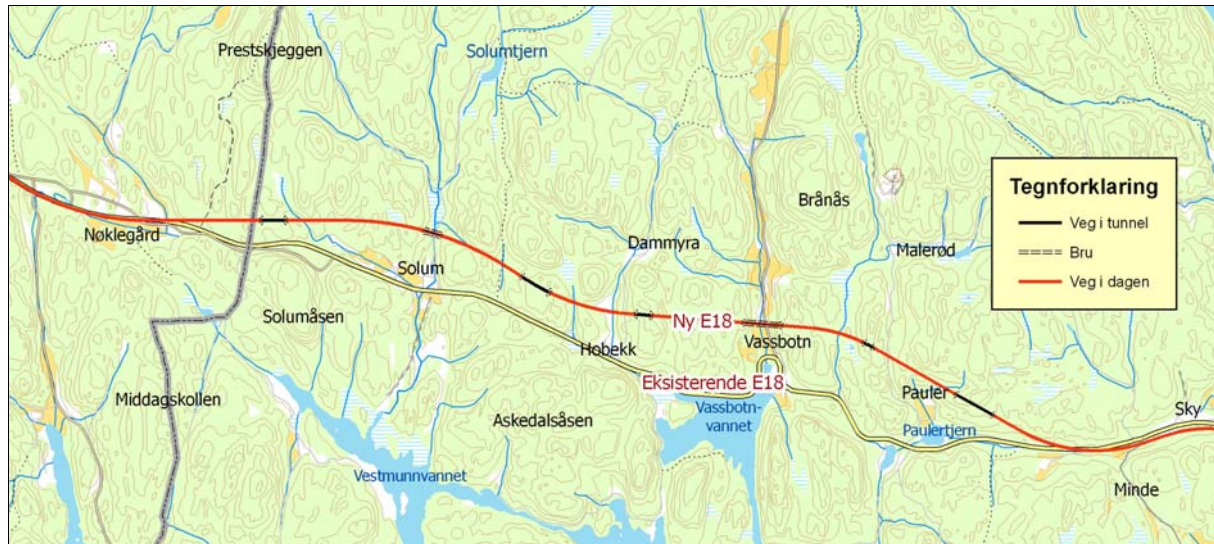 Prestskjeggen
Solumtjern
Tegnforklaring
Veg i tunnel
Bru
Veg i dagen
Brånås
Nøklegård
Dammyra
Malerød
Solum
Solumåsen
Ny E18
Vassbotn
Hobekk
Eksisterende E18
Middagskollen
Pauler
Vassbotn-
vannet
Sky
Askedalsåsen
Paulertjern
Vestmunnvannet
Minde